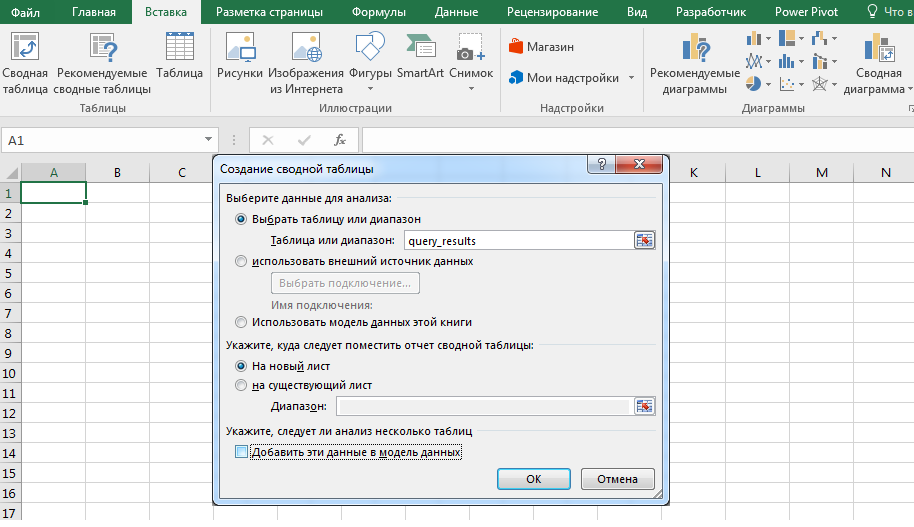 Файл Главная Вставка Разметка страницы Формулы Данные Рецензирование Вид Разработчик Power Pivot Что в
Сводная таблица Рекомендуемые сводные таблицы Таблица
Рисунки Изображения из Интернета Фигуры SmartArt Снимок
Магазин
Мои надстройки
Рекомендуемые диаграммы Сводная диаграмма
Таблицы Иллюстрации Надстройки Диаграммы
A1 fx
A B C K L M N
Создание сводной таблицы
Выберите данные для анализа:
Выбрать таблицу или диапазон
Таблица или диапазон: query_results
использовать внешний источник данных
Выбрать подключение...
Имя подключения:
Использовать модель данных этой книги
Укажите, куда следует поместить отчет сводной таблицы:
На новый лист
на существующий лист
Диапазон:
Укажите, следует ли анализ несколько таблиц
Добавить эти данные в модель данных
ОК Отмена
1
2
3
4
5
6
7
8
9
10
11
12
13
14
15
16
17